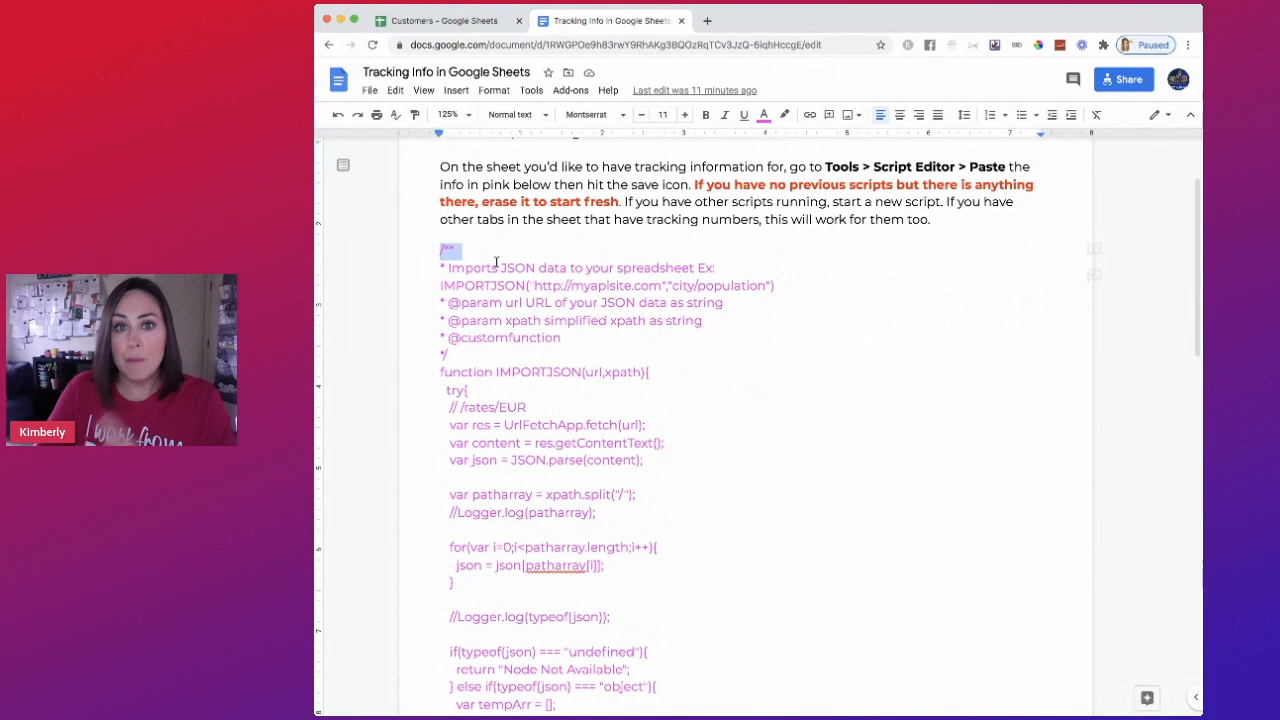 Customers - Google Sheets
Tracking Info in Google Sheets
docs.google.com/document/d/1RWGPOe9h83rwY9RhAKg3BQOzRqTCv3JzQ-6iqhHccgE/edit
Paused
Tracking Info in Google Sheets
Share
File Edit View Insert Format Tools Add-ons Help Last edit was 11 minutes ago
125% Normal text Montserrat 11 B I U A
1 2 3 4 5 6 7 8
On the sheet you'd like to have tracking information for, go to Tools > Script Editor > Paste the
info in pink below then hit the save icon. If you have no previous scripts but there is anything
there, erase it to start fresh. If you have other scripts running, start a new script. If you have
other tabs in the sheet that have tracking numbers, this will work for them too.
/**
* Imports JSON data to your spreadsheet Ex:
IMPORTJSON("http://myapisite.com","city/population")
* @param url URL of your JSON data as string
* @param xpath simplified xpath as string
* @customfunction
*/
function IMPORTJSON(url,xpath){
try{
// /rates/EUR
var res = UrlFetchApp.fetch(url);
var content = res.getContentText();
var json = JSON.parse(content);
var patharray = xpath.split("/");
//Logger.log(patharray);
for(var i=0;i<patharray.length;i++){
json = json[patharray[i]];
}
//Logger.log(typeof(json));
if(typeof(json) === "undefined"){
return "Node Not Available";
} else if(typeof(json) === "object"){
var tempArr = [];
I work from
Kimberly